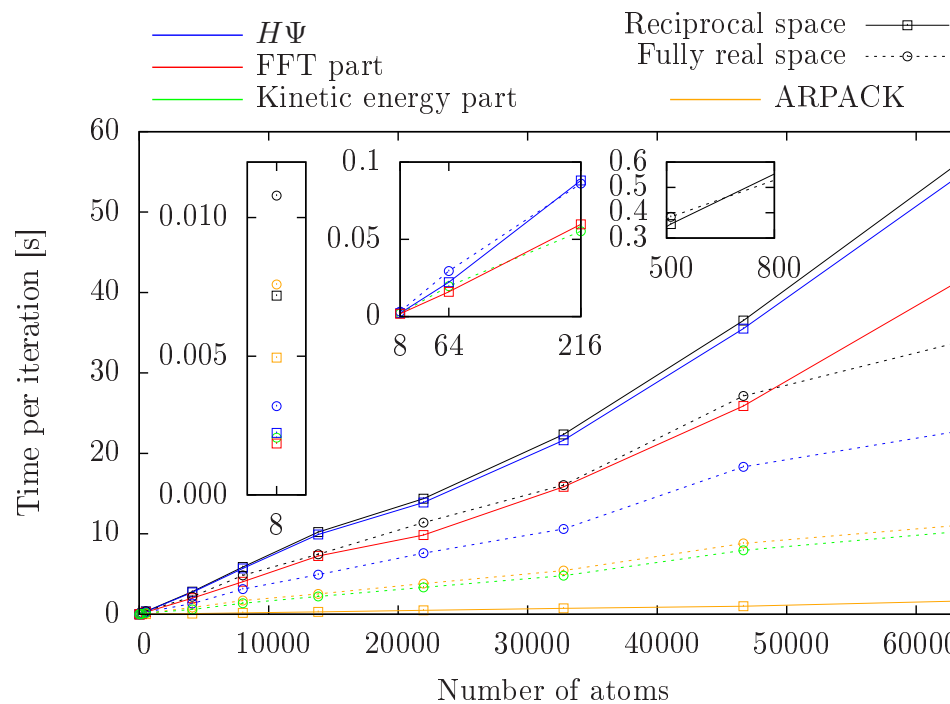 HΨ
FFT part
Kinetic energy part
Reciprocal space
Fully real space
ARPACK
Time per iteration [s]
60
50
40
30
20
10
0
0.010
0.005
0.000
8
0.1
0.05
0
8 64 216
0.6
0.5
0.4
0.3
500 800
0 10000 20000 30000 40000 50000 60000
Number of atoms